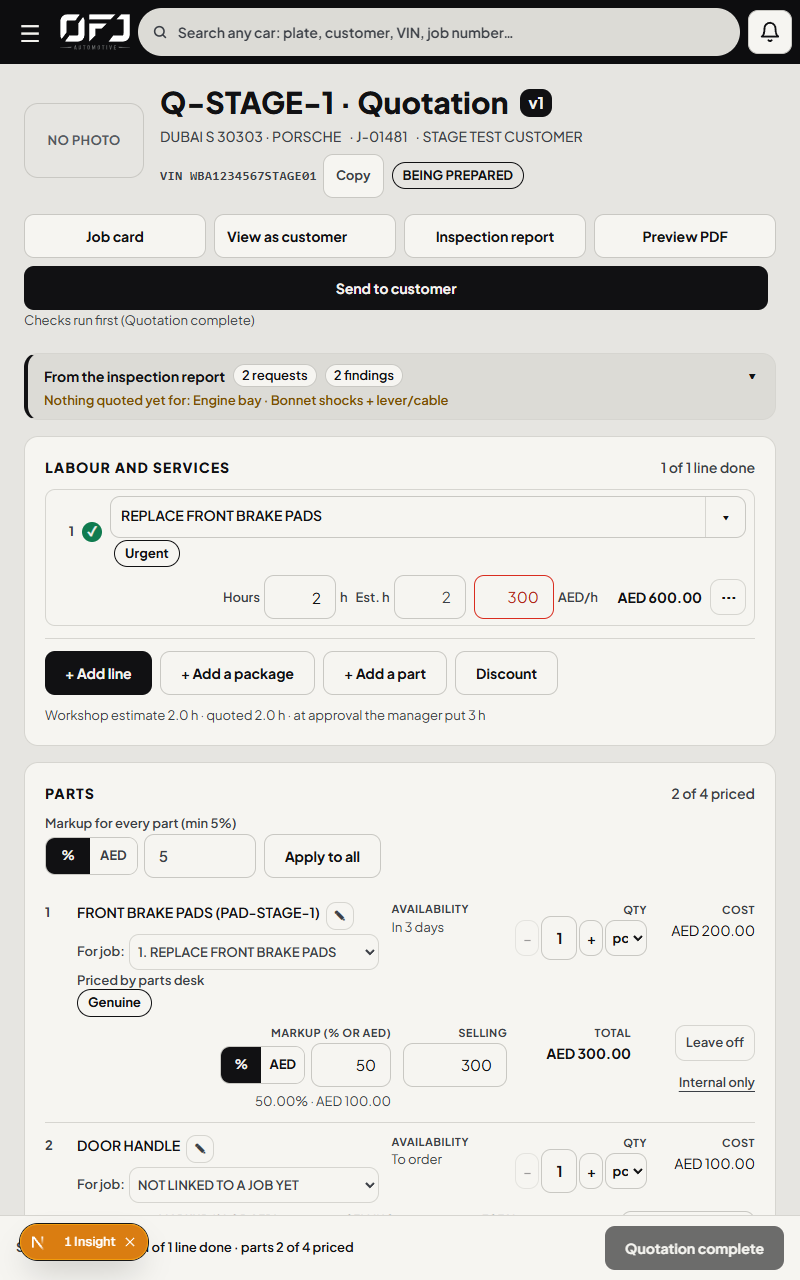 OFJ
AUTOMOTIVE
Search any car: plate, customer, VIN, job number…
NO PHOTO
Q-STAGE-1 · Quotation v1
DUBAI S 30303 · PORSCHE · J-01481 · STAGE TEST CUSTOMER
VIN WBA1234567STAGE01 Copy BEING PREPARED
Job card View as customer Inspection report Preview PDF
Send to customer
Checks run first (Quotation complete)
From the inspection report 2 requests 2 findings
Nothing quoted yet for: Engine bay · Bonnet shocks + lever/cable
LABOUR AND SERVICES 1 of 1 line done
1 REPLACE FRONT BRAKE PADS
Urgent
Hours 2 h Est. h 2 300 AED/h AED 600.00 ...
+ Add line + Add a package + Add a part Discount
Workshop estimate 2.0 h · quoted 2.0 h · at approval the manager put 3 h
PARTS 2 of 4 priced
Markup for every part (min 5%)
% AED 5 Apply to all
1 FRONT BRAKE PADS (PAD-STAGE-1) AVAILABILITY QTY COST
In 3 days − 1 + pc AED 200.00
For job: 1. REPLACE FRONT BRAKE PADS
Priced by parts desk
Genuine
MARKUP (% OR AED) SELLING TOTAL
% AED 50 300 AED 300.00 Leave off
50.00% · AED 100.00 Internal only
2 DOOR HANDLE AVAILABILITY QTY COST
To order − 1 + pc AED 100.00
For job: NOT LINKED TO A JOB YET
1 Insight of 1 line done · parts 2 of 4 priced
Quotation complete